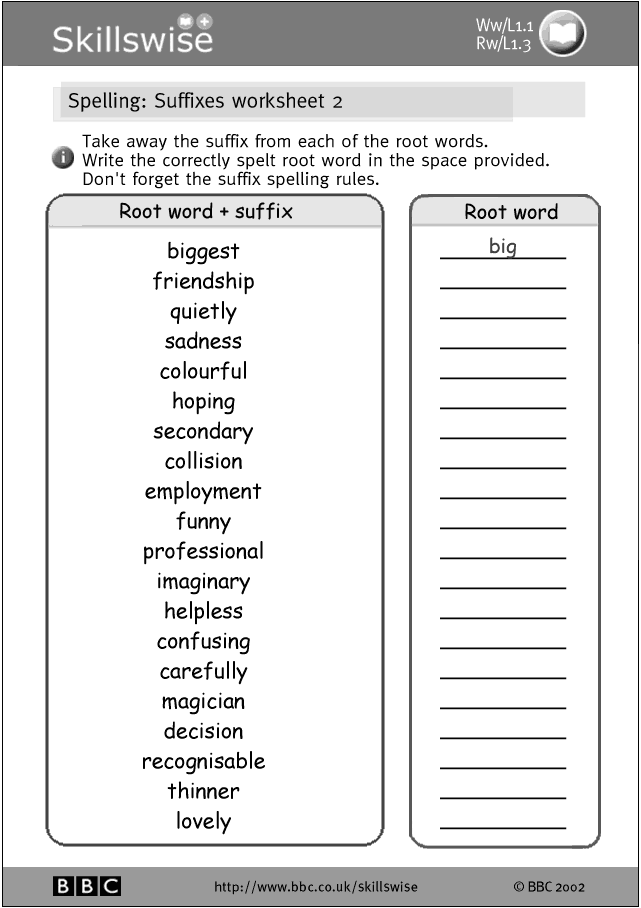 Skillswise
Ww/L1.1
Rw/L1.3
Spelling: Suffixes worksheet 2
Take away the suffix from each of the root words.
Write the correctly spelt root word in the space provided.
Don't forget the suffix spelling rules.
Root word + suffix
biggest
friendship
quietly
sadness
colourful
hoping
secondary
collision
employment
funny
professional
imaginary
helpless
confusing
carefully
magician
decision
recognisable
thinner
lovely
Root word
big
BBC
http://www.bbc.co.uk/skillswise
© BBC 2002